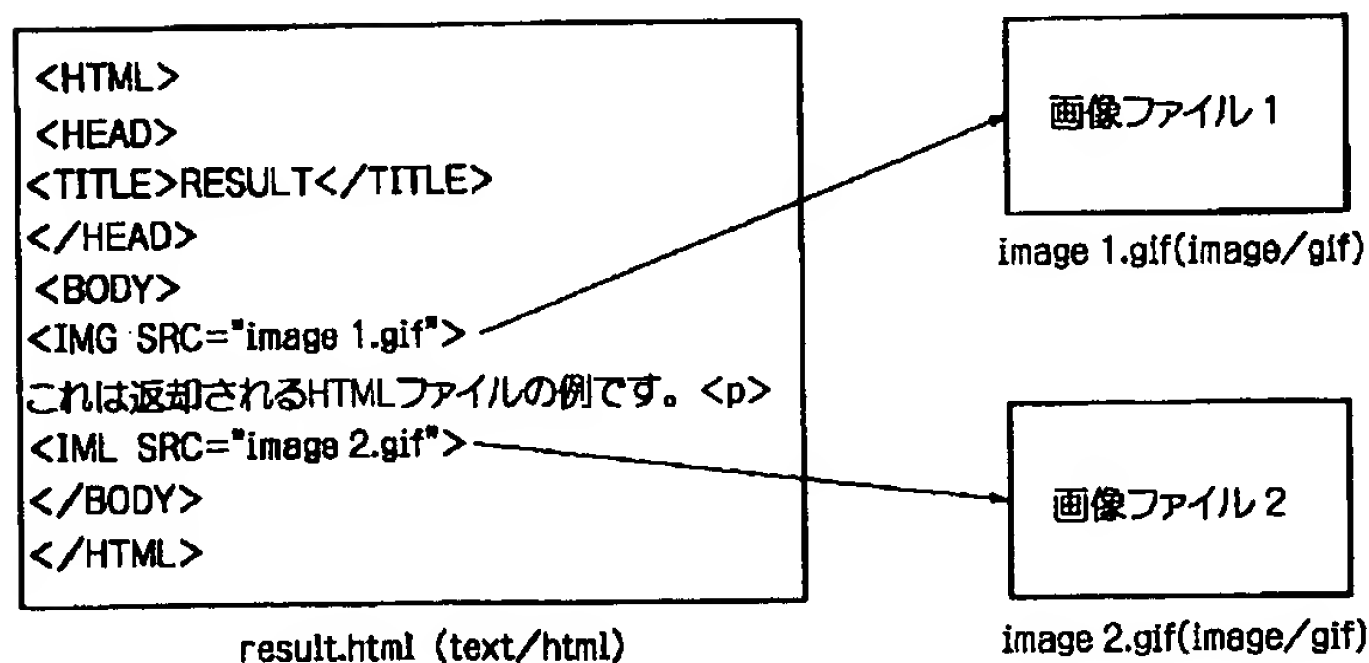 <HTML>
<HEAD>
<TITLE>RESULT</TITLE>
</HEAD>
<BODY>
<IMG SRC="image 1.gif">
これは返却されるHTMLファイルの例です。<p>
<IML SRC="image 2.gif">
</BODY>
</HTML>
result.html (text/html)
画像ファイル 1
image 1.gif(image/gif)
画像ファイル 2
image 2.gif(image/gif)